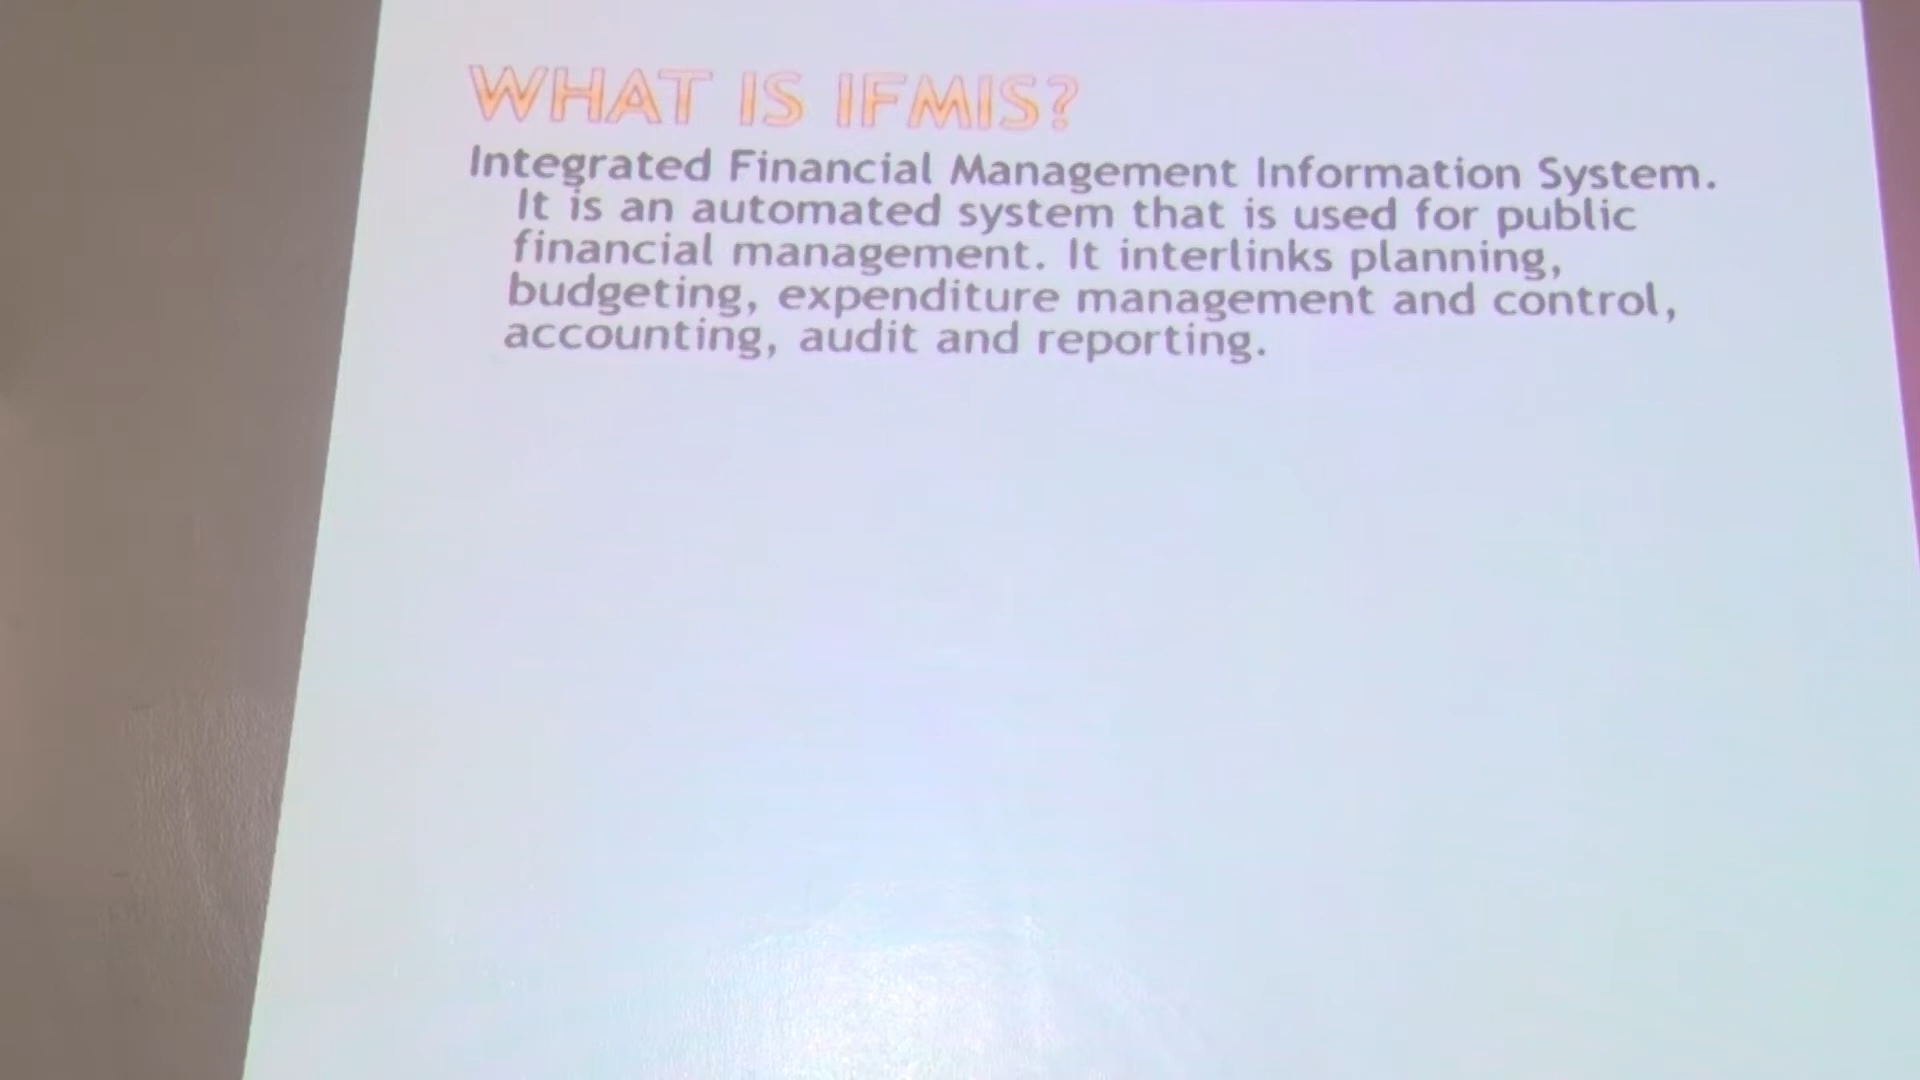 WHAT IS IFMIS?
Integrated Financial Management Information System.
It is an automated system that is used for public
financial management. It interlinks planning,
budgeting, expenditure management and control,
accounting, audit and reporting.